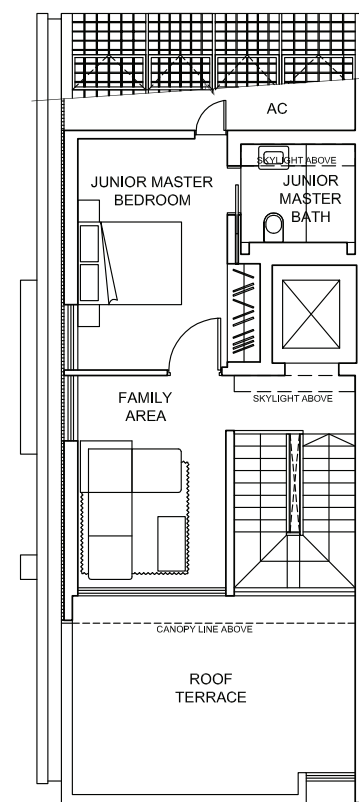 AC
SKYLIGHT ABOVE
JUNIOR MASTER
BEDROOM
JUNIOR
MASTER
BATH
SKYLIGHT ABOVE
FAMILY
AREA
CANOPY LINE ABOVE
ROOF
TERRACE